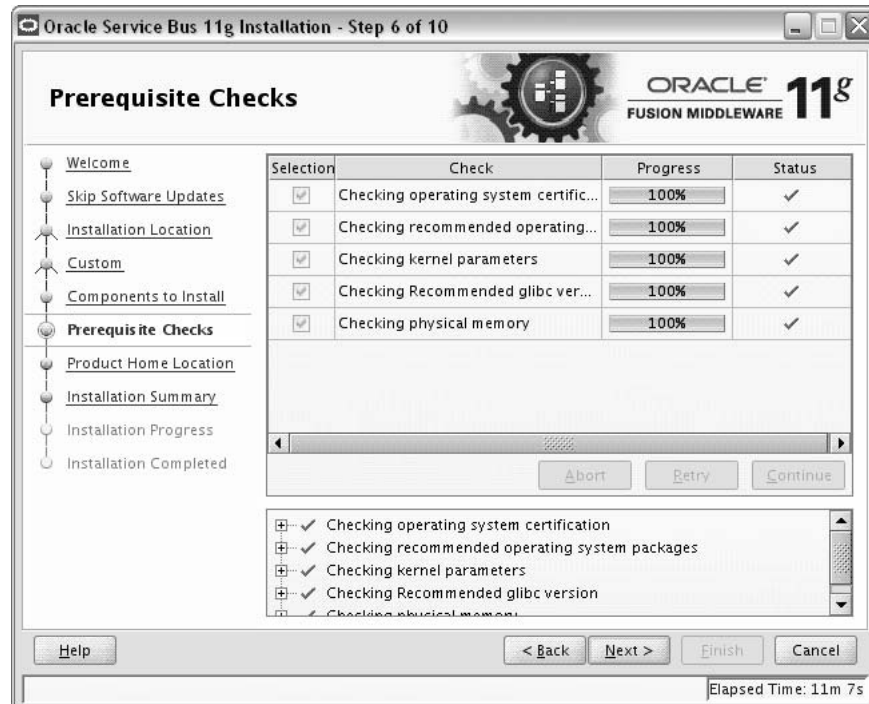 Oracle Service Bus 11g Installation - Step 6 of 10
Prerequisite Checks
ORACLE
FUSION MIDDLEWARE
11g
Welcome
Skip Software Updates
Installation Location
Custom
Components to Install
Prerequisite Checks
Product Home Location
Installation Summary
Installation Progress
Installation Completed
Selection Check Progress Status
Checking operating system certific... 100%
Checking recommended operating... 100%
Checking kernel parameters 100%
Checking Recommended glibc ver... 100%
Checking physical memory 100%
Abort Retry Continue
Checking operating system certification
Checking recommended operating system packages
Checking kernel parameters
Checking Recommended glibc version
Checking physical memory
Help < Back Next > Finish Cancel
Elapsed Time: 11m 7s